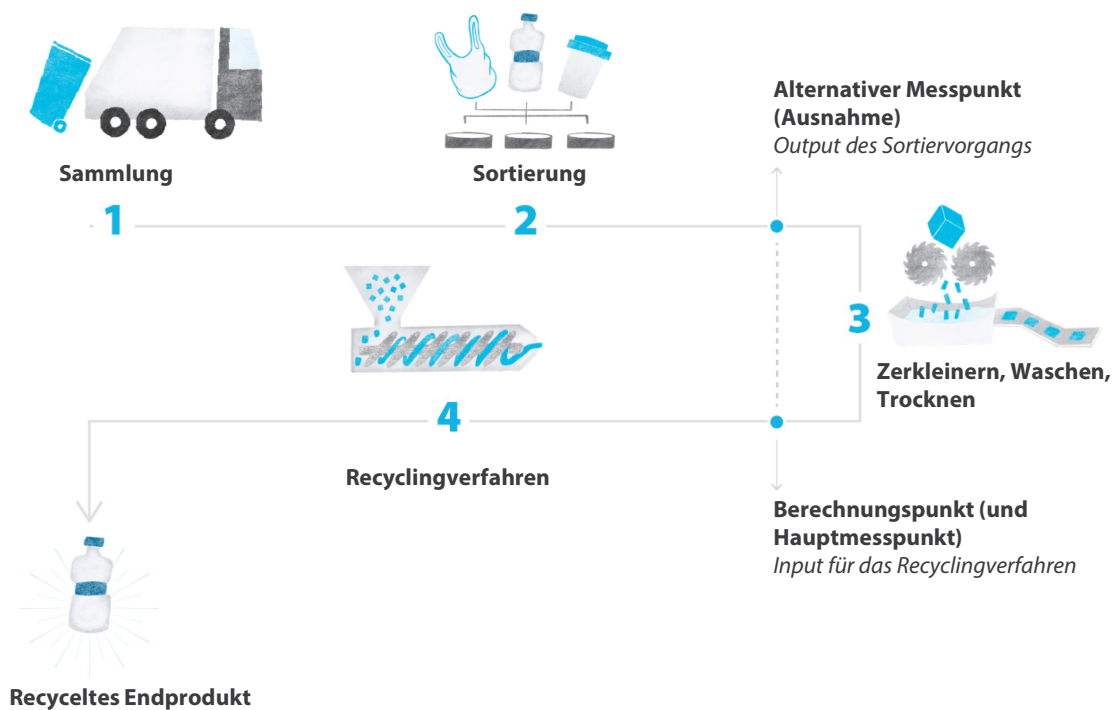 Sammlung
1
Sortierung
2
Alternativer Messpunkt
(Ausnahme)
Output des Sortiervorgangs
3
Zerkleinern, Waschen,
Trocknen
4
Recyclingverfahren
Berechnungspunkt (und
Hauptmesspunkt)
Input für das Recyclingverfahren
Recyceltes Endprodukt